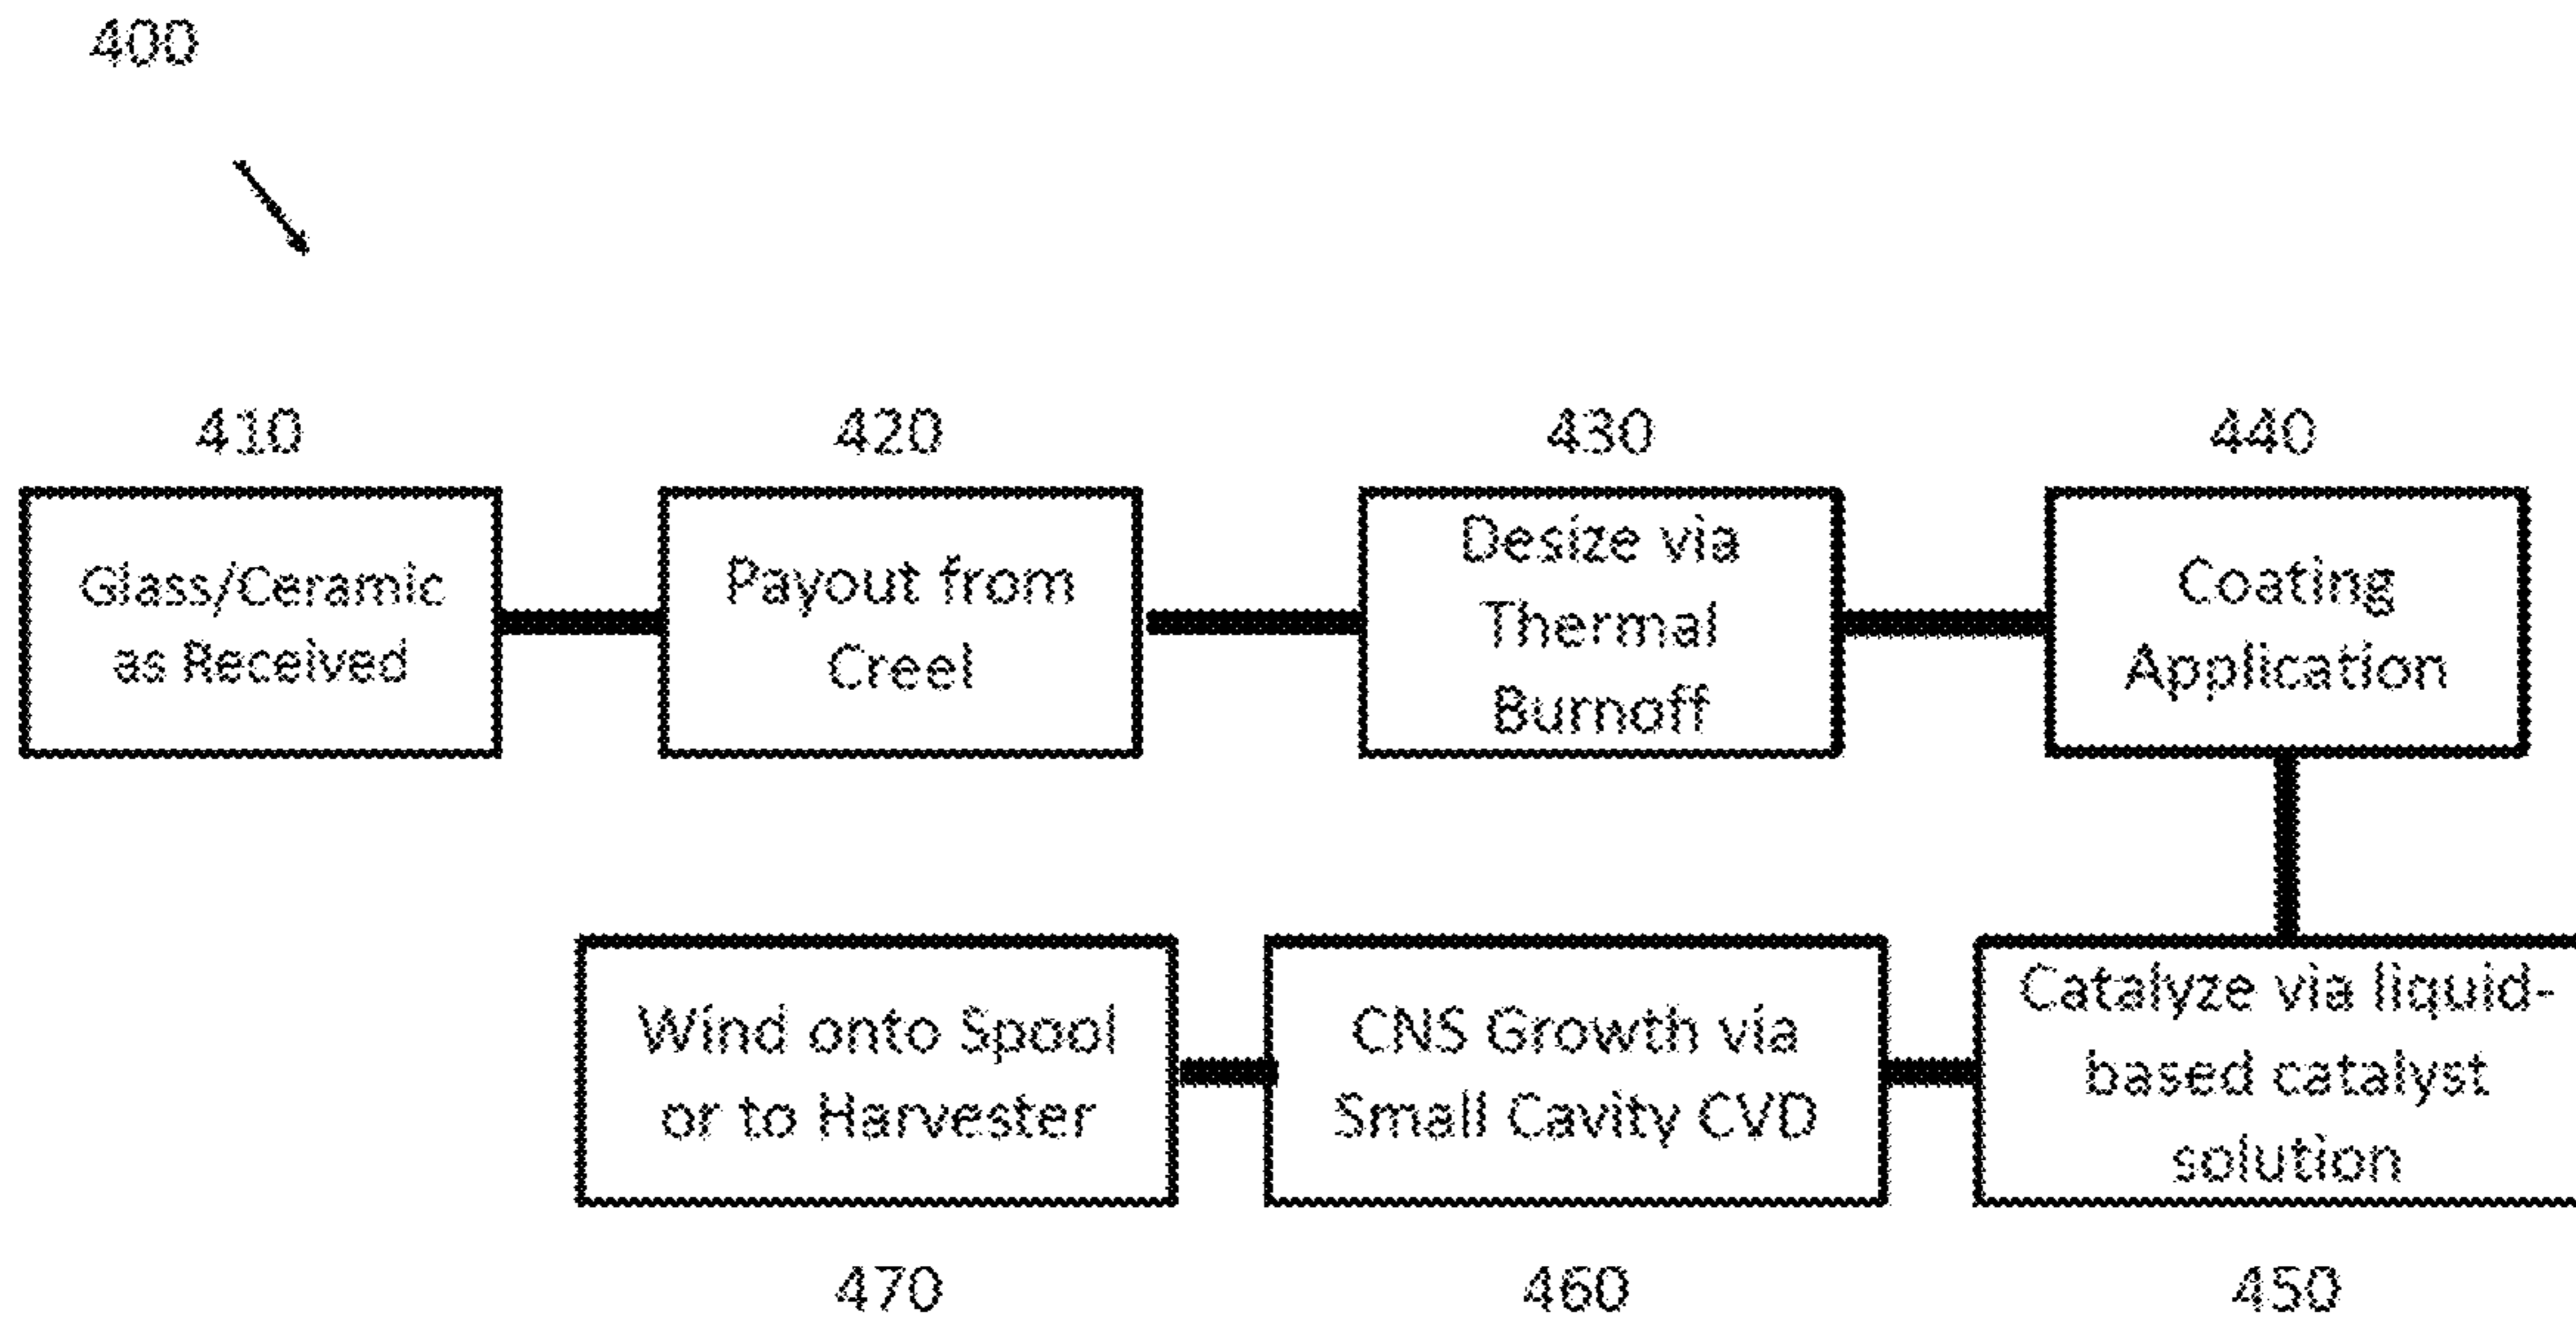 400
410
420
430
440
Glass/Ceramic
as Received
Payout from
Creel
Desize via
Thermal
Burnoff
Coating
Application
Wind onto Spool
or to Harvester
CNS Growth via
Small Cavity CVD
Catalyze via liquid-
based catalyst
solution
470
460
450